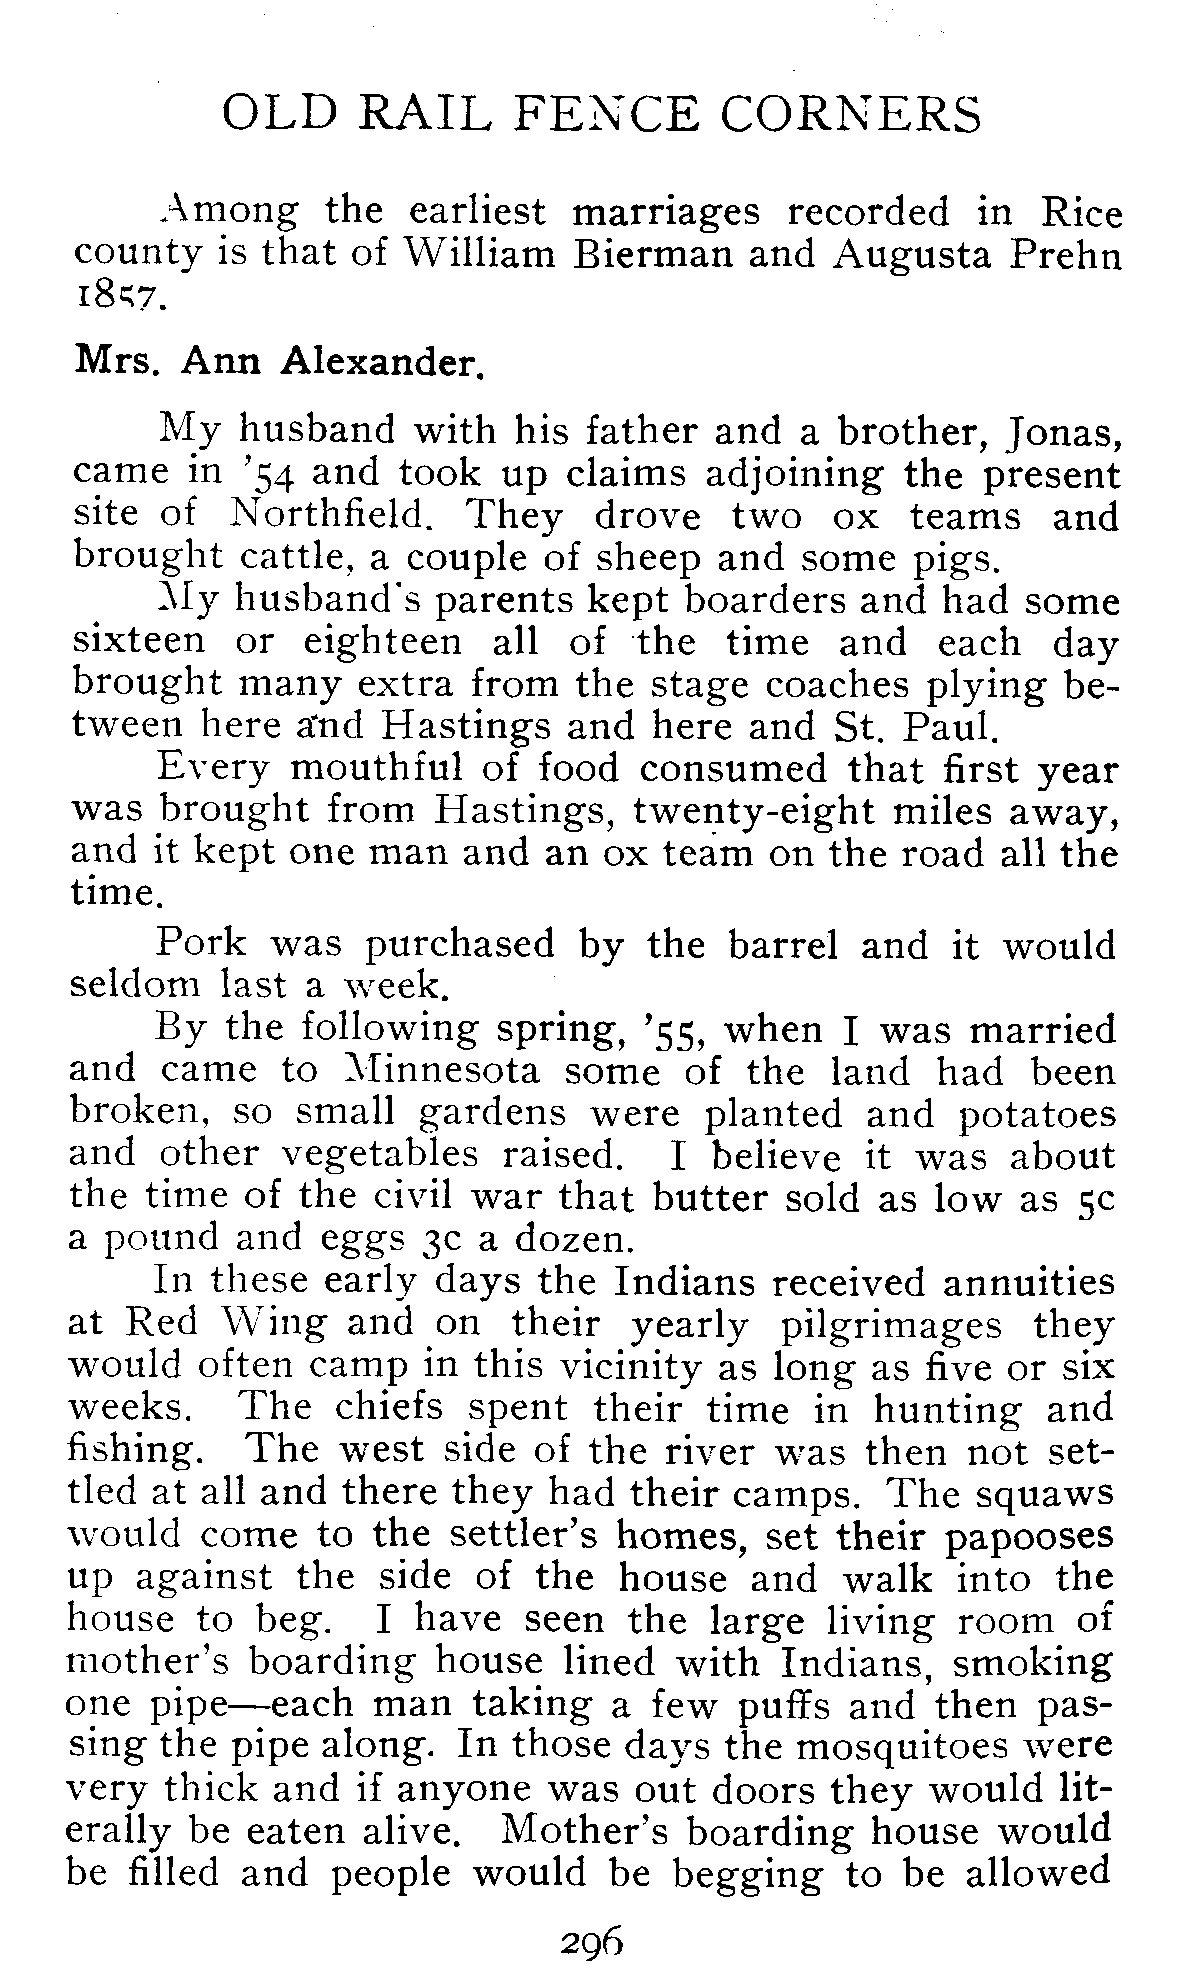 OLD RAIL FENCE CORNERS
Among the earliest marriages recorded in Rice
county is that of William Bierman and Augusta Prehn
1857.
Mrs. Ann Alexander.
My husband with his father and a brother, Jonas,
came in '54 and took up claims adjoining the present
site of Northfield. They drove two ox teams and
brought cattle, a couple of sheep and some pigs.
My husband's parents kept boarders and had some
sixteen or eighteen all of the time and each day
brought many extra from the stage coaches plying be-
tween here and Hastings and here and St. Paul.
Every mouthful of food consumed that first year
was brought from Hastings, twenty-eight miles away,
and it kept one man and an ox team on the road all the
time.
Pork was purchased by the barrel and it would
seldom last a week.
By the following spring, '55, when I was married
and came to Minnesota some of the land had been
broken, so small gardens were planted and potatoes
and other vegetables raised. I believe it was about
the time of the civil war that butter sold as low as 5c
a pound and eggs 3c a dozen.
In these early days the Indians received annuities
at Red Wing and on their yearly pilgrimages they
would often camp in this vicinity as long as five or six
weeks. The chiefs spent their time in hunting and
fishing. The west side of the river was then not set-
tled at all and there they had their camps. The squaws
would come to the settler's homes, set their papooses
up against the side of the house and walk into the
house to beg. I have seen the large living room of
mother's boarding house lined with Indians, smoking
one pipe—each man taking a few puffs and then pas-
sing the pipe along. In those days the mosquitoes were
very thick and if anyone was out doors they would lit-
erally be eaten alive. Mother's boarding house would
be filled and people would be begging to be allowed
296